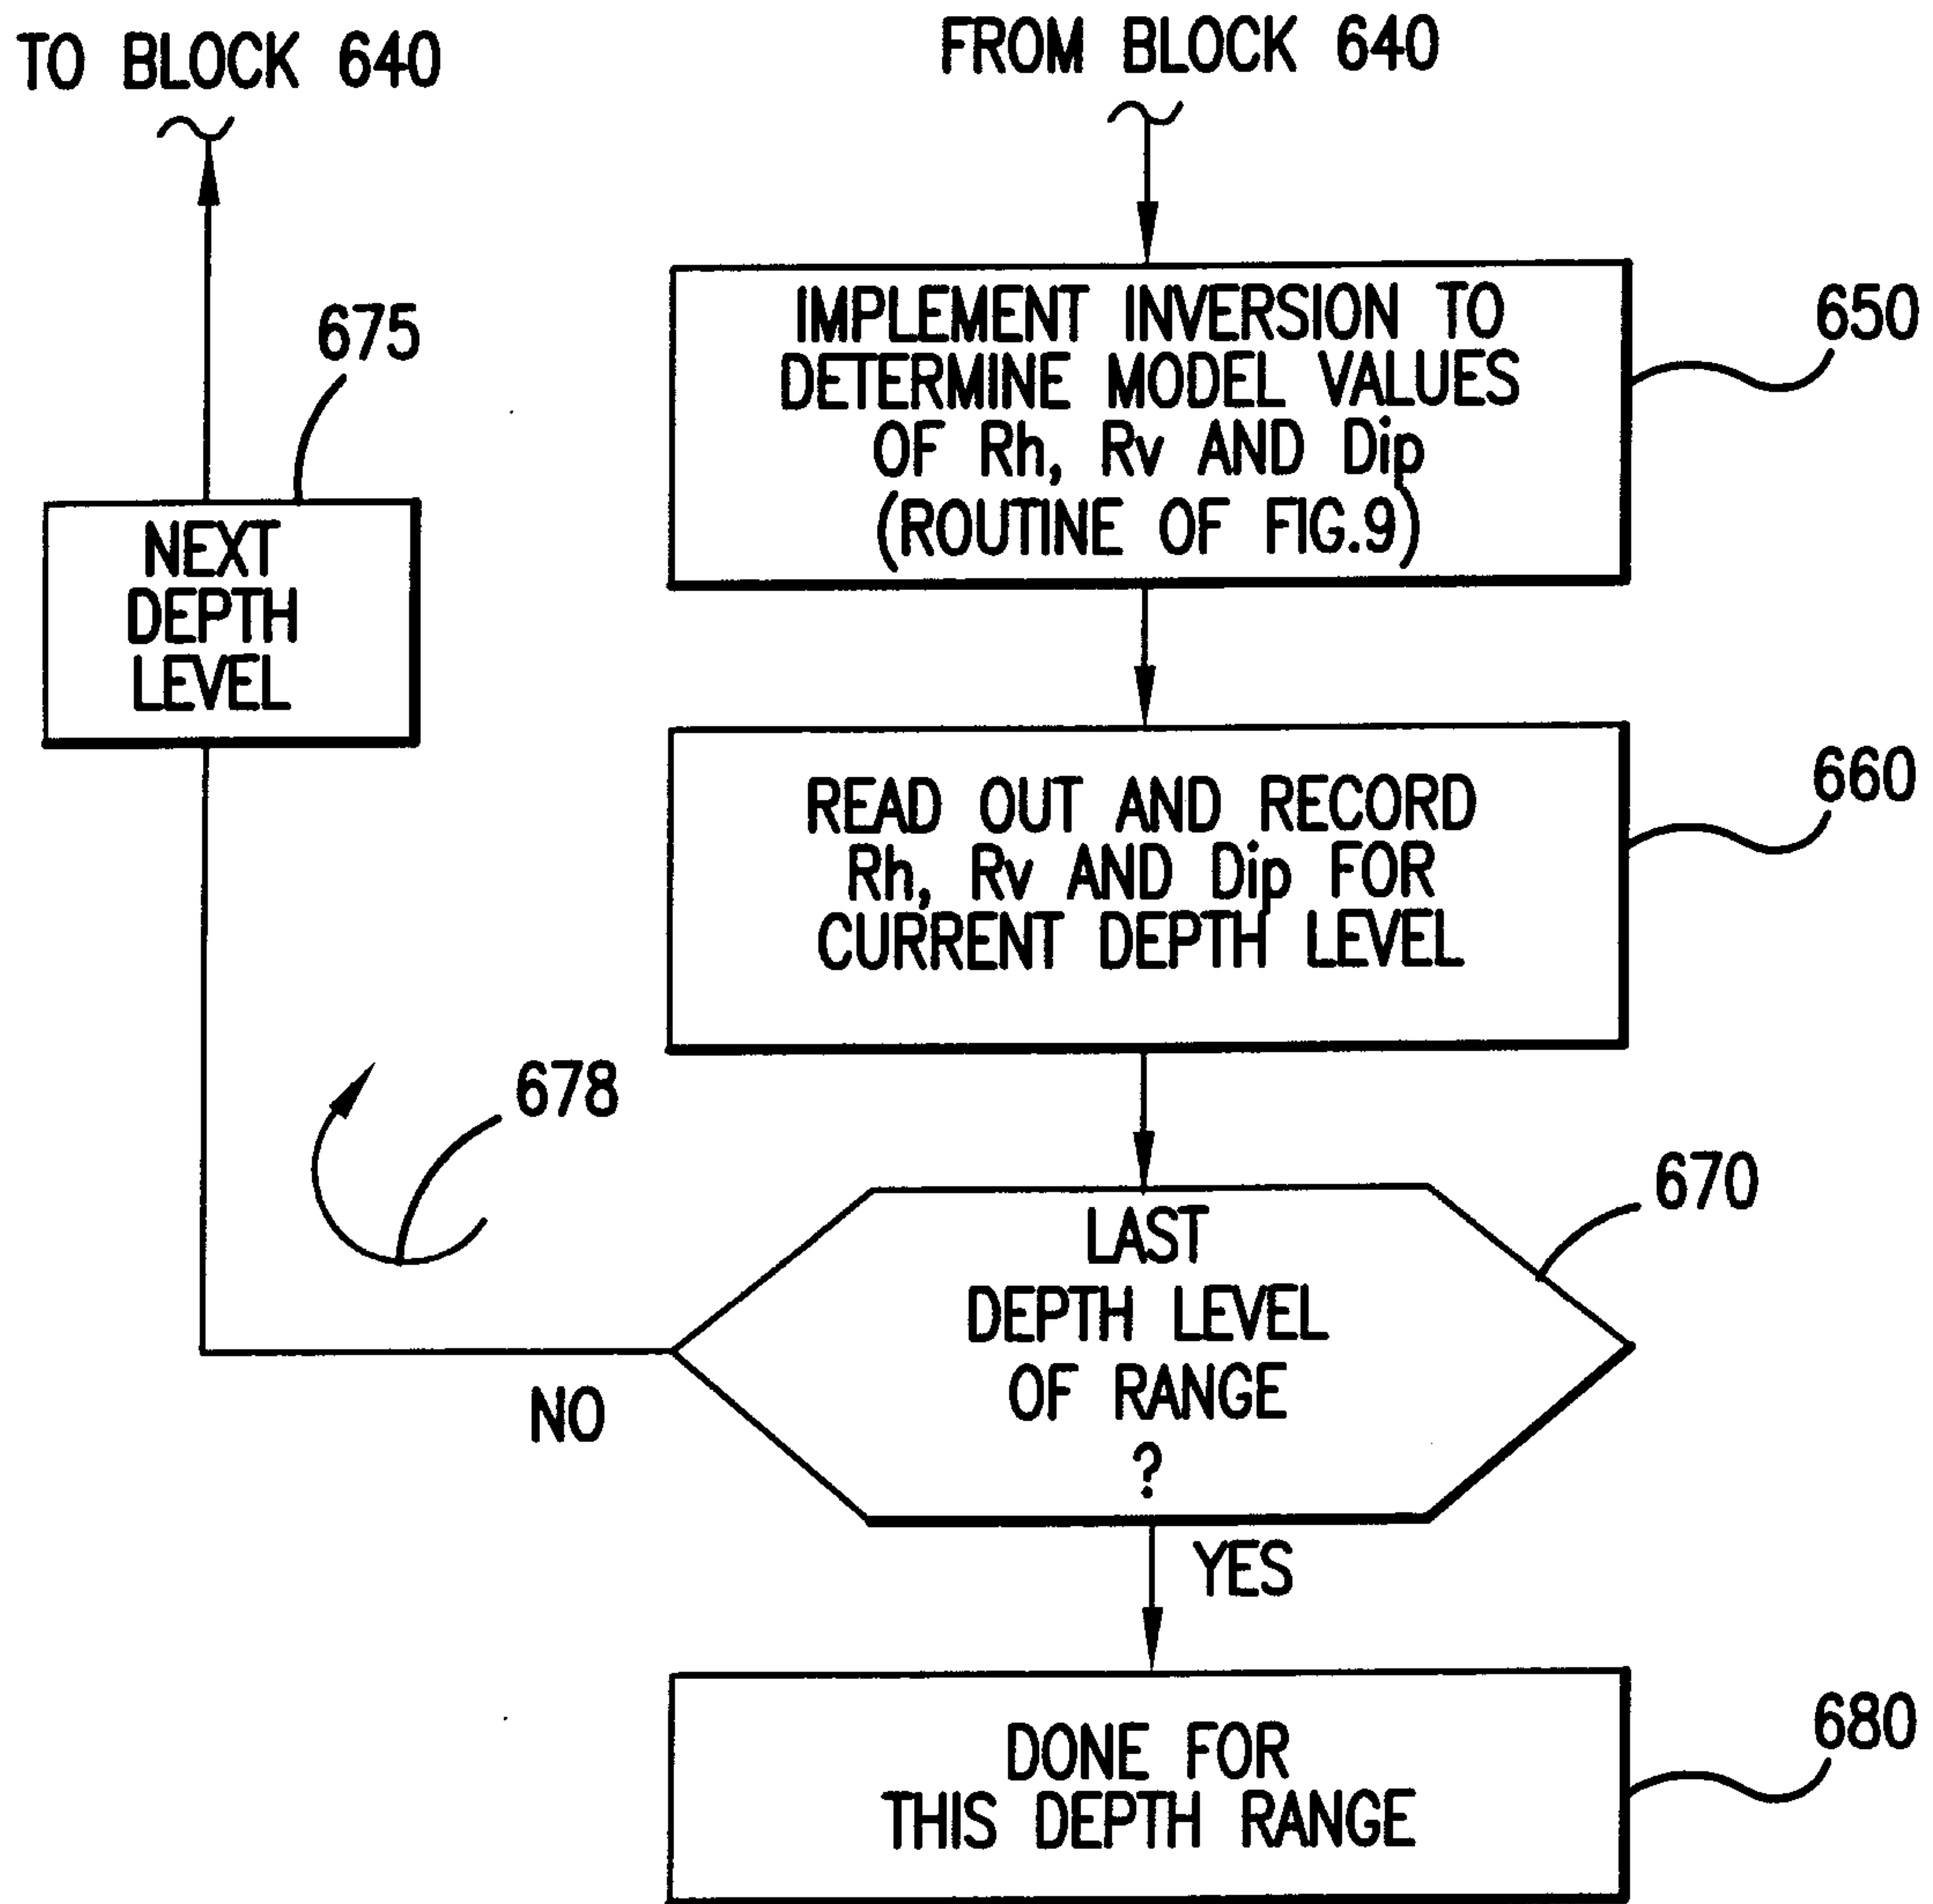 TO BLOCK 640
FROM BLOCK 640
IMPLEMENT INVERSION TO
DETERMINE MODEL VALUES
OF Rh, Rv AND Dip
(ROUTINE OF FIG.9)
650
675
NEXT
DEPTH
LEVEL
READ OUT AND RECORD
Rh, Rv AND Dip FOR
CURRENT DEPTH LEVEL
660
678
LAST
DEPTH LEVEL
OF RANGE
?
670
NO
YES
DONE FOR
THIS DEPTH RANGE
680